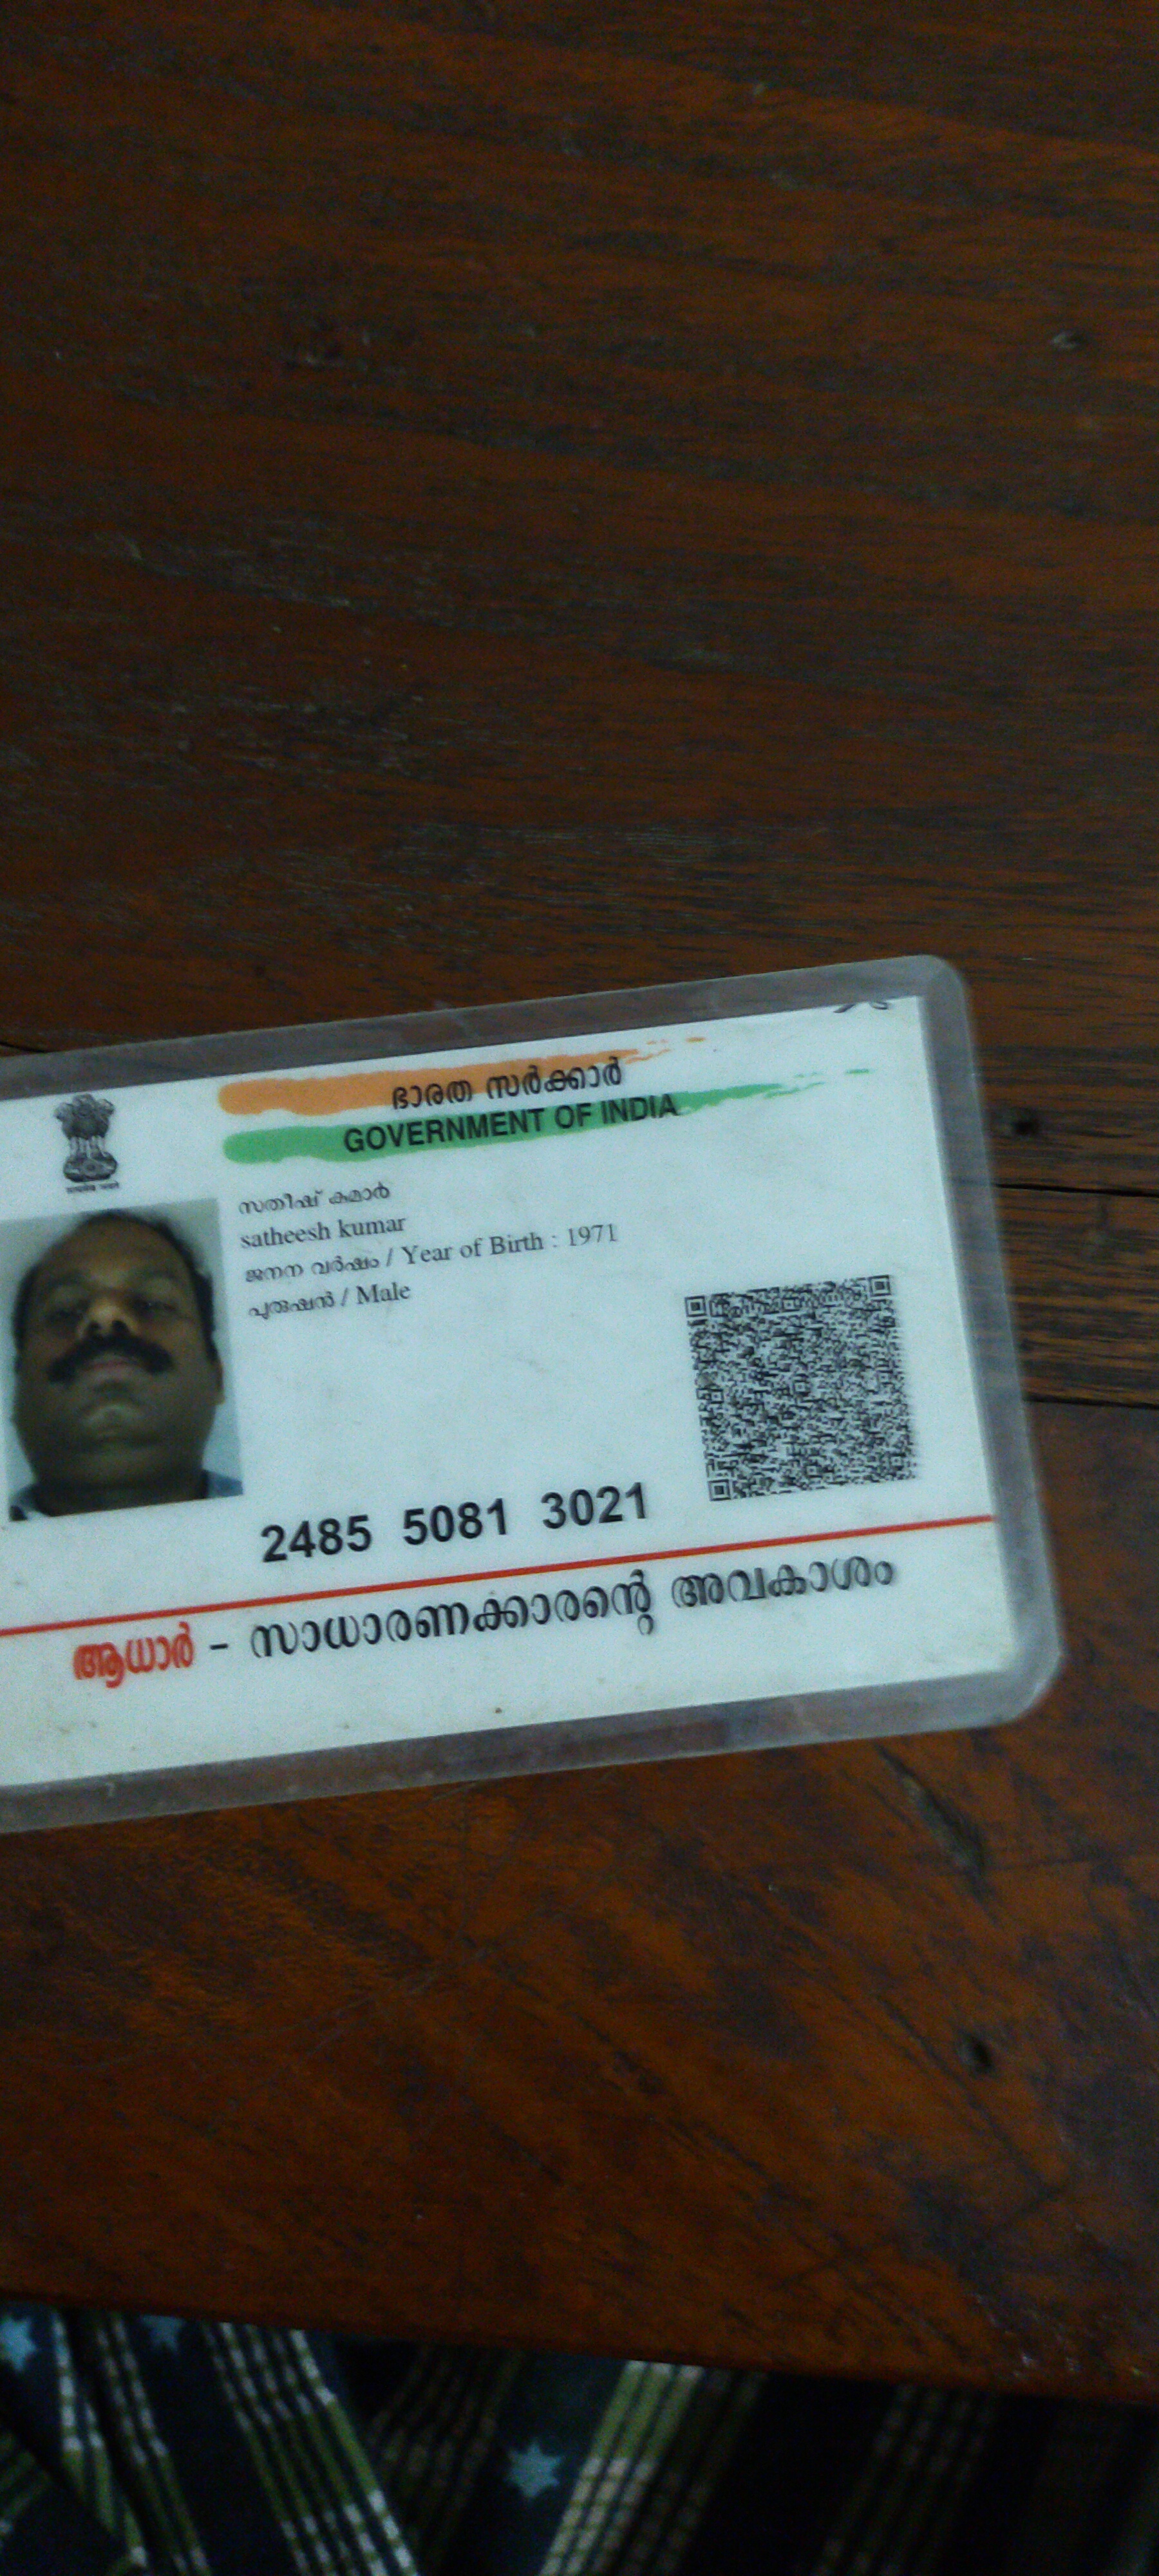 ഭാരത സർക്കാർ
GOVERNMENT OF INDIA
സതീഷ് കുമാർ
satheesh kumar
ജനന വർഷം / Year of Birth : 1971
പുരുഷൻ / Male
2485 5081 3021
ആധാർ - സാധാരണക്കാരന്റെ അവകാശം